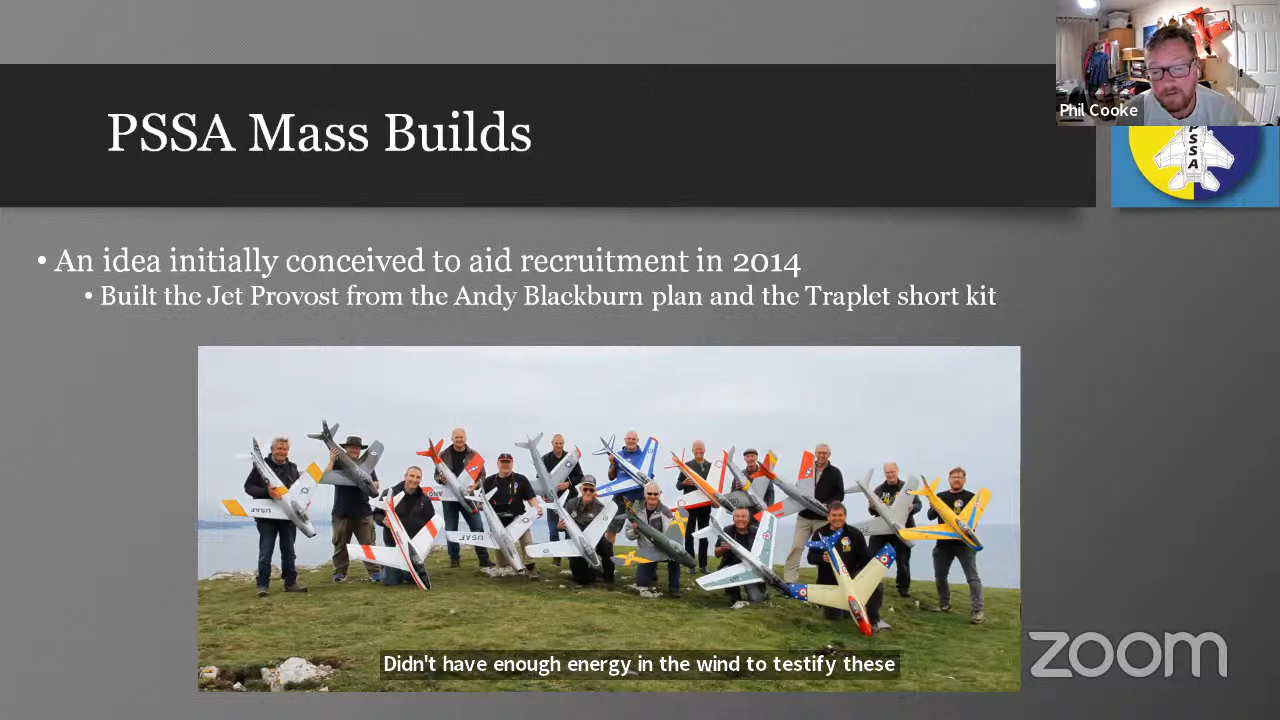 Phil Cooke
PSSA
PSSA Mass Builds
• An idea initially conceived to aid recruitment in 2014
• Built the Jet Provost from the Andy Blackburn plan and the Traplet short kit
USAF
USAF
Didn't have enough energy in the wind to testify these
zoom